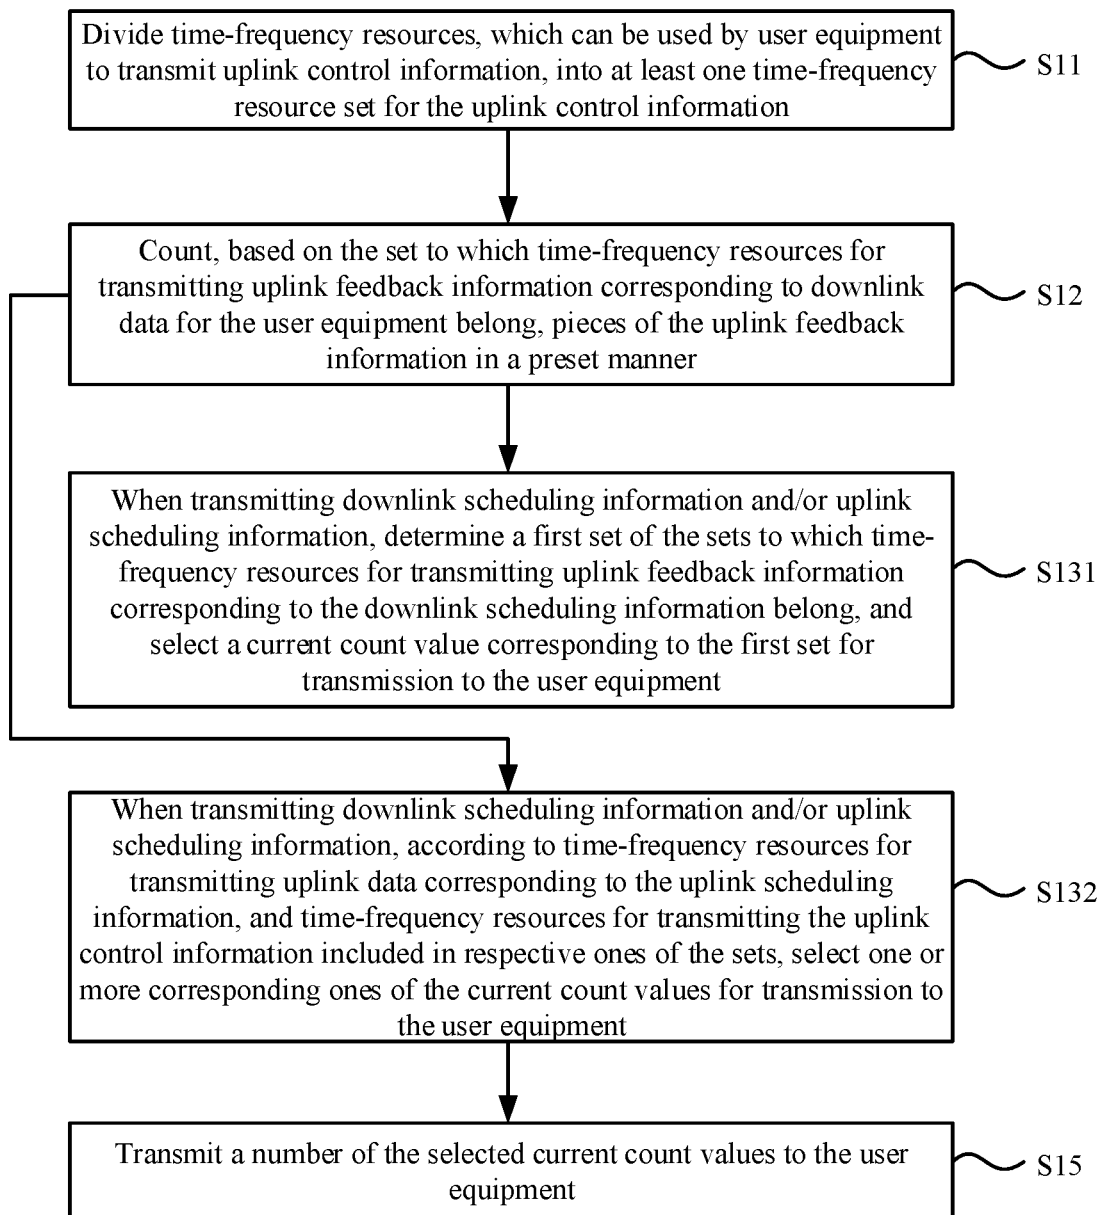 Divide time-frequency resources, which can be used by user equipment
to transmit uplink control information, into at least one time-frequency
resource set for the uplink control information
S11
Count, based on the set to which time-frequency resources for
transmitting uplink feedback information corresponding to downlink
data for the user equipment belong, pieces of the uplink feedback
information in a preset manner
S12
When transmitting downlink scheduling information and/or uplink
scheduling information, determine a first set of the sets to which time-
frequency resources for transmitting uplink feedback information
corresponding to the downlink scheduling information belong, and
select a current count value corresponding to the first set for
transmission to the user equipment
S131
When transmitting downlink scheduling information and/or uplink
scheduling information, according to time-frequency resources for
transmitting uplink data corresponding to the uplink scheduling
information, and time-frequency resources for transmitting the uplink
control information included in respective ones of the sets, select one or
more corresponding ones of the current count values for transmission to
the user equipment
S132
Transmit a number of the selected current count values to the user
equipment
S15